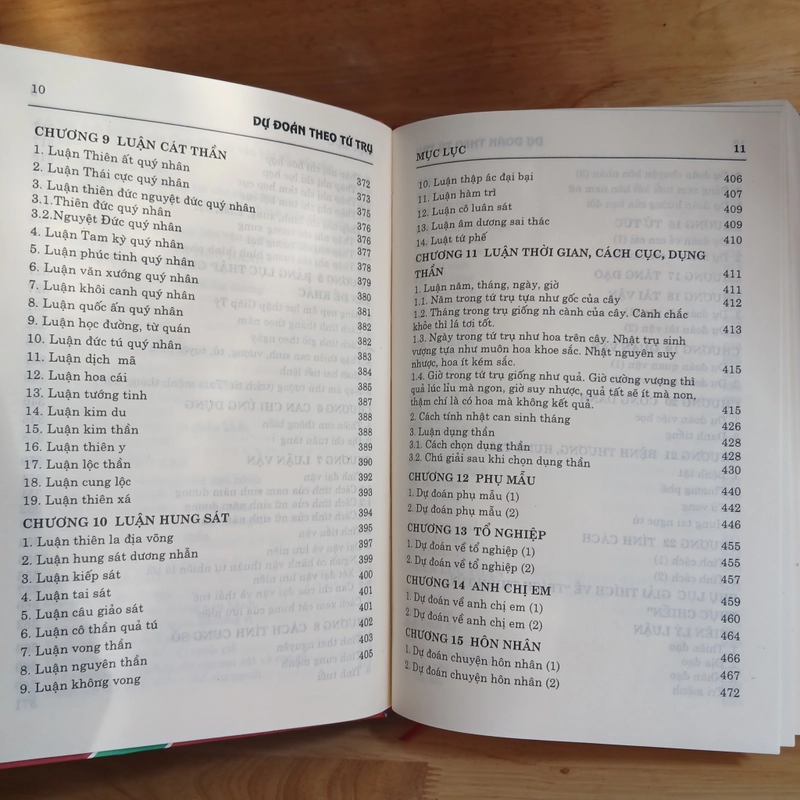 10
DỰ ĐOÁN THEO TỨ TRỤ
CHƯƠNG 9 LUẬN CÁT THẦN
1. Luận Thiên ất quý nhân 372
2. Luận Thái cực quý nhân 373
3. Luận thiên đức nguyệt đức quý nhân 375
3.1.Thiên đức quý nhân 376
3.2.Nguyệt Đức quý nhân 376
4. Luận Tam kỳ quý nhân 377
5. Luận phúc tinh quý nhân 378
6. Luận văn xướng quý nhân 379
7. Luận khôi canh quý nhân 380
8. Luận quốc ấn quý nhân 382
9. Luận học đường, từ quán 382
10. Luận đức tú quý nhân 382
11. Luận dịch mã 383
12. Luận hoa cái 384
13. Luận tướng tinh 385
14. Luận kim du 387
15. Luận kim thần 388
16. Luận thiên y 388
17. Luận lộc thần 389
18. Luận cung lộc 390
19. Luận thiên xá 393
CHƯƠNG 10 LUẬN HUNG SÁT 394
1. Luận thiên la địa võng 395
2. Luận hung sát dương nhẫn 397
3. Luận kiếp sát 399
4. Luận tai sát 400
5. Luận câu giảo sát 401
6. Luận cô thần quả tú 401
7. Luận vong thần 402
8. Luận nguyên thần 403
9. Luận không vong 405
MỤC LỤC 11
10. Luận thập ác đại bại 406
11. Luận hàm trì 407
12. Luận cô luân sát 409
13. Luận âm dương sai thác 409
14. Luật tứ phế 410
CHƯƠNG 11 LUẬN THỜI GIAN, CÁCH CỤC, DỤNG
THẦN 411
1. Luận năm, tháng, ngày, giờ
1.1. Năm trong tứ trụ tựa như gốc của cây 412
1.2. Tháng trong trụ giống nh cành của cây. Cành chắc
khỏe thì lá tơi tốt. 413
1.3. Ngày trong tứ trụ như hoa trên cây. Nhật trụ sinh
vượng tựa như muôn hoa khoe sắc. Nhật nguyên suy
nhược, hoa ít kém sắc. 415
1.4. Giờ trong tứ trụ giống như quả. Giờ cường vượng thì
quả lúc lỉu mà ngon, giờ suy nhược, quả tất sẽ ít mà non,
thậm chí là có hoa mà không kết quả. 415
2. Cách tính nhật can sinh tháng 426
3. Luận dụng thần 428
3.1. Cách chọn dụng thần 428
3.2. Chú giải sau khi chọn dụng thần 430
CHƯƠNG 12 PHỤ MẪU
1. Dự đoán phụ mẫu (1) 440
2. Dự đoán phụ mẫu (2) 446
CHƯƠNG 13 TỔ NGHIỆP
1. Dự đoán về tổ nghiệp (1) 455
2. Dự đoán về tổ nghiệp (2) 457
CHƯƠNG 14 ANH CHỊ EM 459
1. Dự đoán về anh chị em (1) 460
2. Dự đoán về anh chị em (2) 464
CHƯƠNG 15 HÔN NHÂN 466
1. Dự đoán chuyện hôn nhân (1) 467
2. Dự đoán chuyện hôn nhân (2) 472